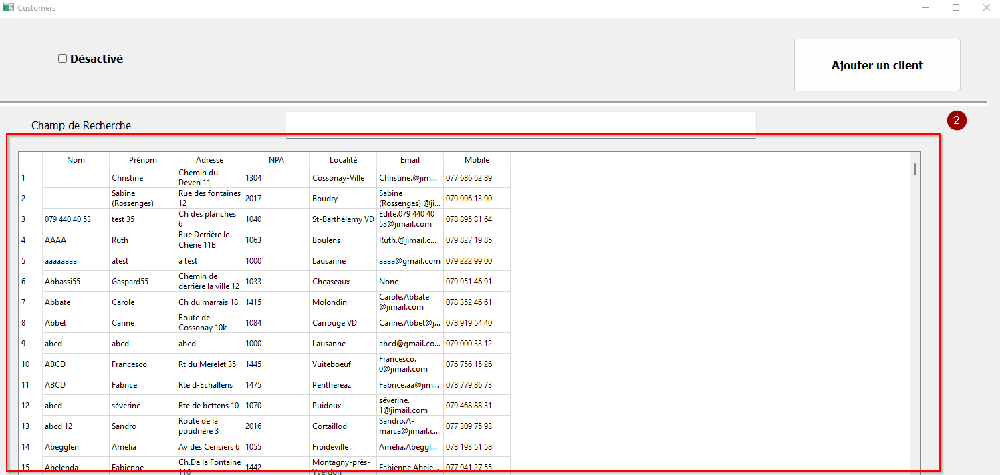 Customers
Désactivé
Ajouter un client
Champ de Recherche
2
Nom Prénom Adresse NPA Localité Email Mobile
1 Christine Chemin du Deven 11 1304 Cossonay-Ville Christine.@jim... 077 686 52 89
2 Sabine (Rossenges) Rue des fontaines 12 2017 Boudry Sabine (Rossenges).@ji... 079 996 13 90
3 079 440 40 53 test 35 Ch des planches 6 1040 St-Barthélemy VD Edite.079 440 40 53@jimail.com 078 895 81 64
4 AAAA Ruth Rue Derrière le Chène 11B 1063 Boulens Ruth.@jimail.c... 079 827 19 85
5 aaaaaaaa atest a test 1000 Lausanne aaaa@gmail.com 079 222 99 00
6 Abbassi55 Gaspard55 Chemin de derrière la ville 12 1033 Cheaseaux None 079 951 46 91
7 Abbate Carole Ch du marrais 18 1415 Molondin Carole.Abbate @jimail.com 078 352 46 61
8 Abbet Carine Route de Cossonay 10k 1084 Carrouge VD Carine.Abbet@j... 078 919 54 40
9 abcd abcd abcd 1000 Lausanne abcd@gmail.co... 079 000 33 12
10 ABCD Francesco Rt du Merelet 35 1445 Vuiteboeuf Francesco. 0@jimail.com 076 756 15 26
11 ABCD Fabrice Rte d-Echallens 1475 Penthereaz Fabrice.aa@jim... 078 779 86 73
12 abcd séverine Rte de bettens 10 1070 Puidoux séverine. 1@jimail.com 079 468 88 31
13 abcd 12 Sandro Route de la poudrière 3 2016 Cortaillod Sandro.A-marca@jimail.c... 077 309 75 93
14 Abegglen Amelia Av des Cerisiers 6 1055 Froideville Amelia.Abeggl... 078 193 51 58
15 Abelenda Fabienne Ch.De la Fontaine 116 1442 Montagny-près-Yverdon Fabienne.Abele... 077 941 27 55